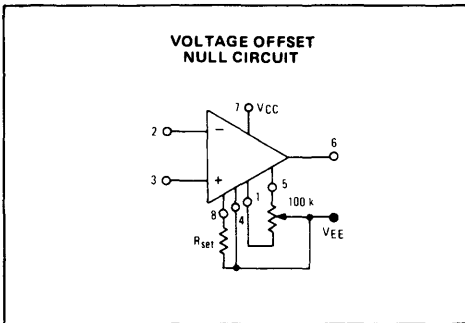 VOLTAGE OFFSET
NULL CIRCUIT
7 VCC
2
−
6
3
+
5
1
100 k
8
4
Rset
VEE